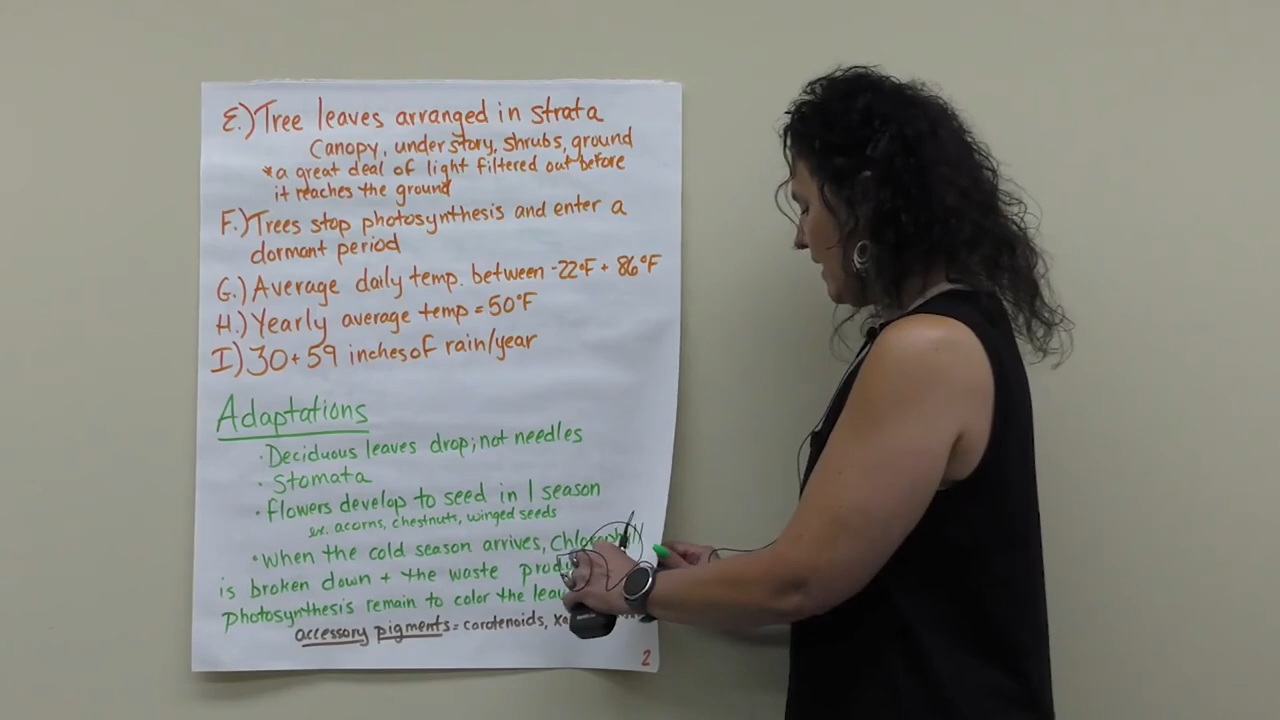 E.) Tree leaves arranged in strata
Canopy, understory, shrubs, ground
*a great deal of light filtered out before
it reaches the ground
F.) Trees stop photosynthesis and enter a
dormant period
G.) Average daily temp. between -22°F + 86°F
H.) Yearly average temp = 50°F
I) 30 + 59 inches of rain/year
Adaptations
· Deciduous leaves drop; not needles
· Stomata
· Flowers develop to seed in 1 season
ex. acorns, chestnuts, winged seeds
· When the cold season arrives,
is broken down + the waste
photosynthesis remain to color the
accessory pigments = carotenoids,
2